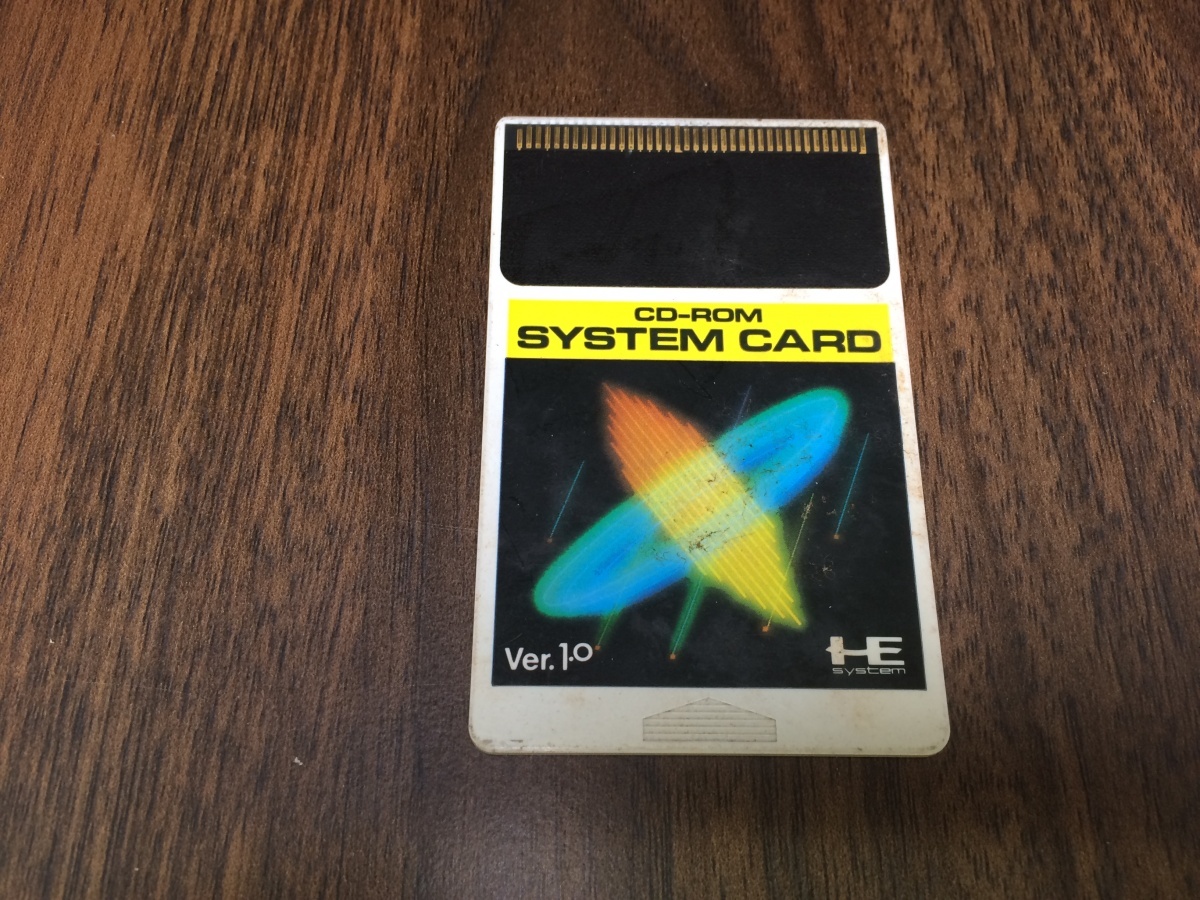 CD-ROM
SYSTEM CARD
Ver. 1.0
HE
system